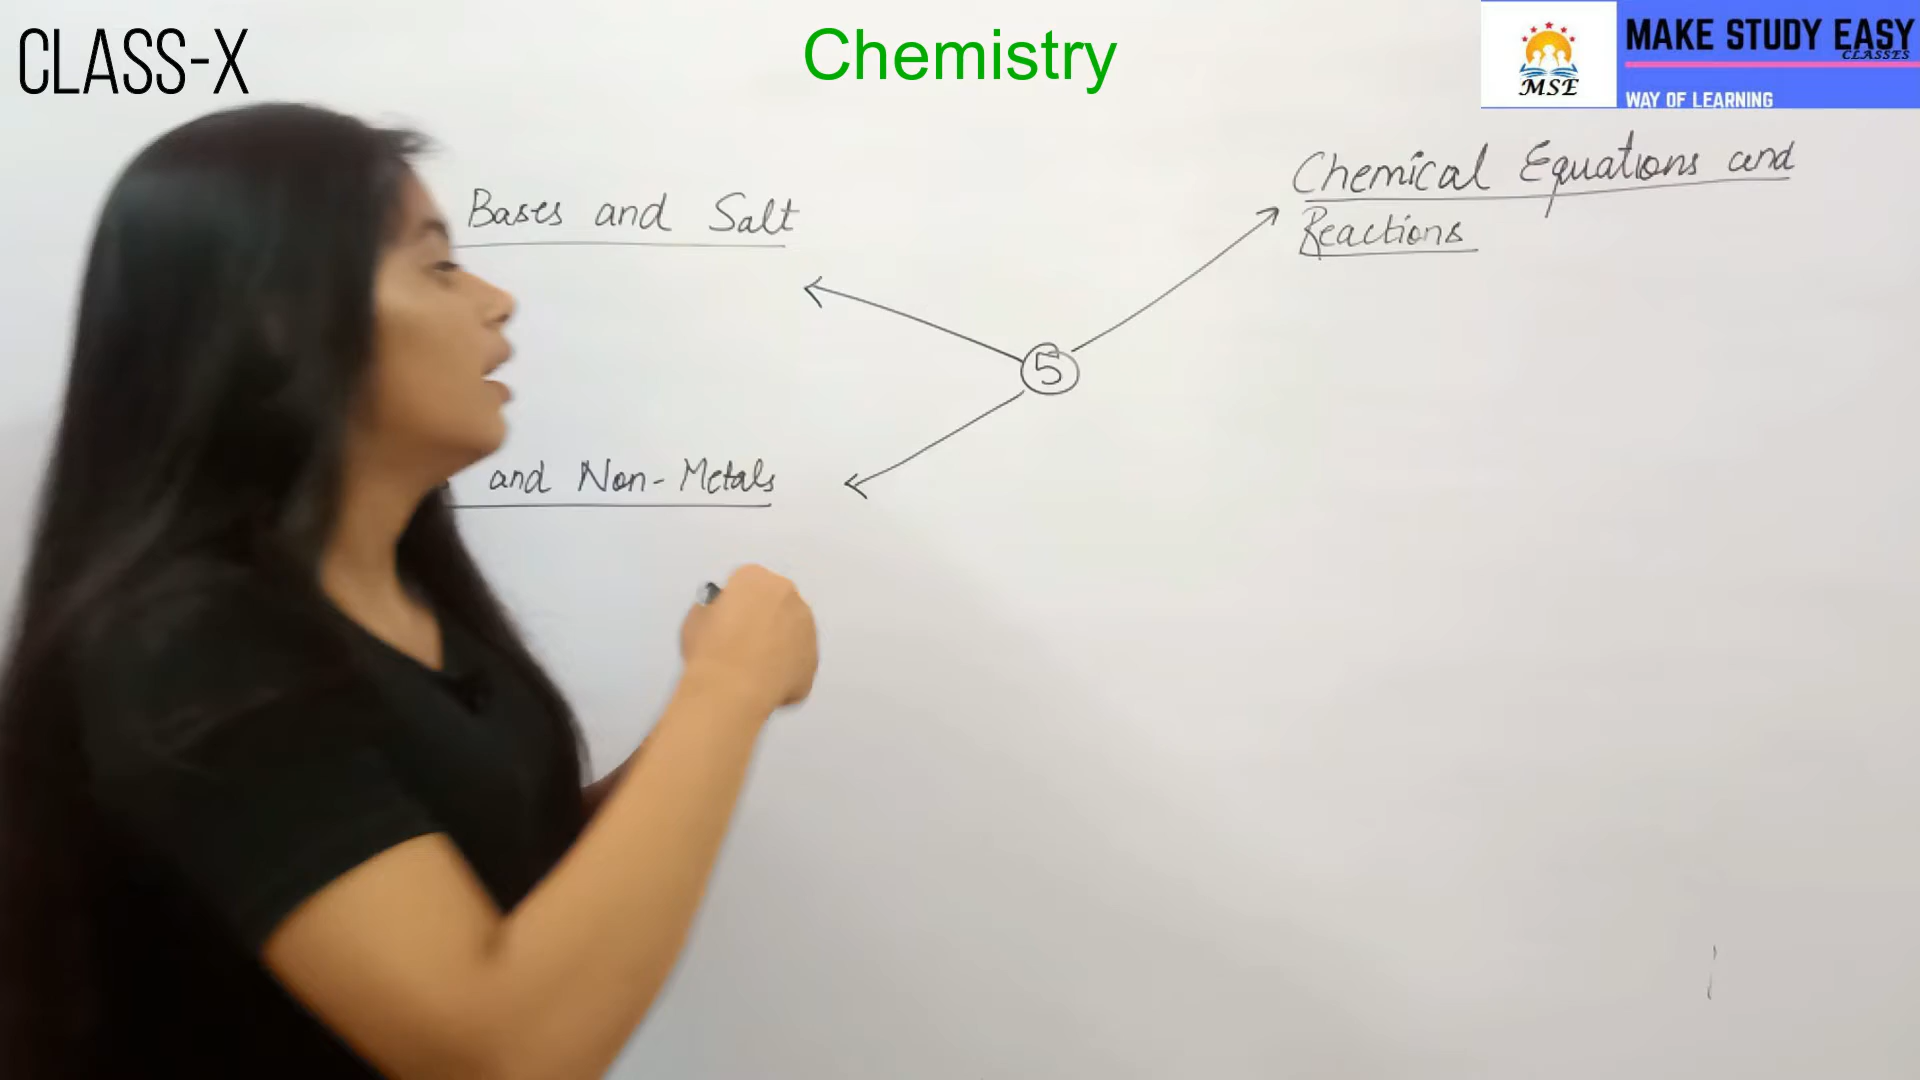 CLASS-X
Chemistry
MAKE STUDY EASY
CLASSES
MSE
WAY OF LEARNING
Chemical Equations and
Reactions
Bases and Salt
5
and Non-Metals